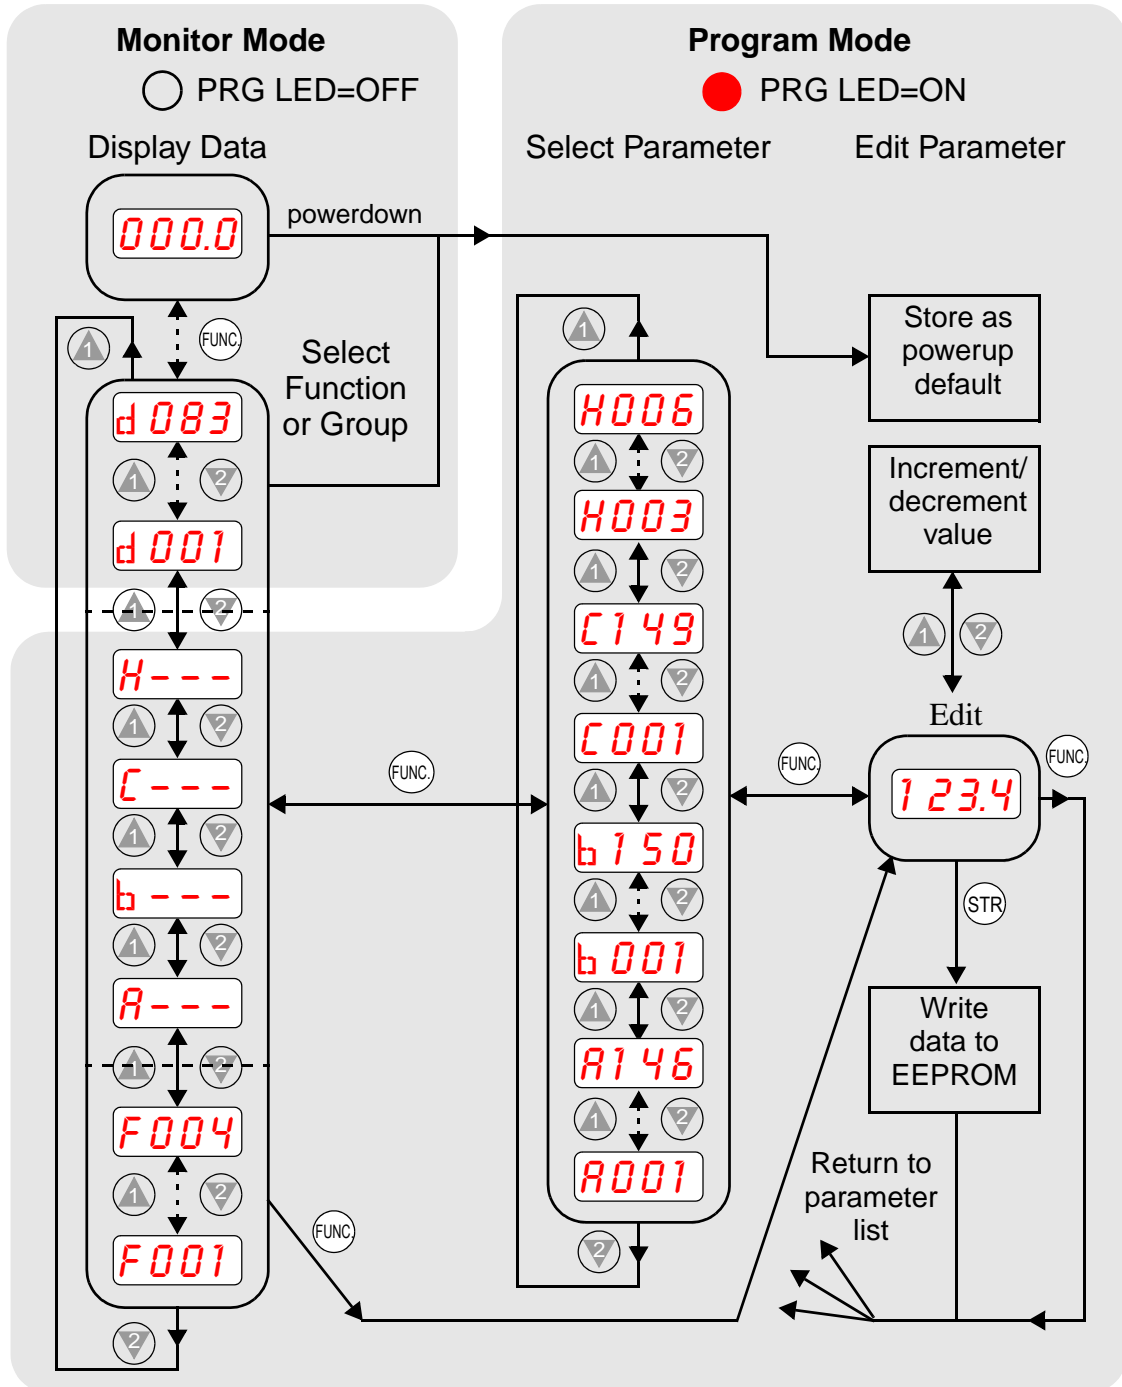 Monitor Mode
PRG LED=OFF
Display Data
000.0
powerdown
1
FUNC.
Select
Function
or Group
d083
1 2
d001
1 2
H---
1 2
C---
1 2
b---
1 2
A---
1 2
F004
1 2
F001
2
FUNC.
FUNC.
Program Mode
PRG LED=ON
Select Parameter
Edit Parameter
1
H006
1 2
H003
1 2
C149
1 2
C001
1 2
b150
1 2
b001
1 2
A146
1 2
A001
2
FUNC.
Store as
powerup
default
Increment/
decrement
value
1 2
Edit
123.4
FUNC.
STR
Write
data to
EEPROM
Return to
parameter
list